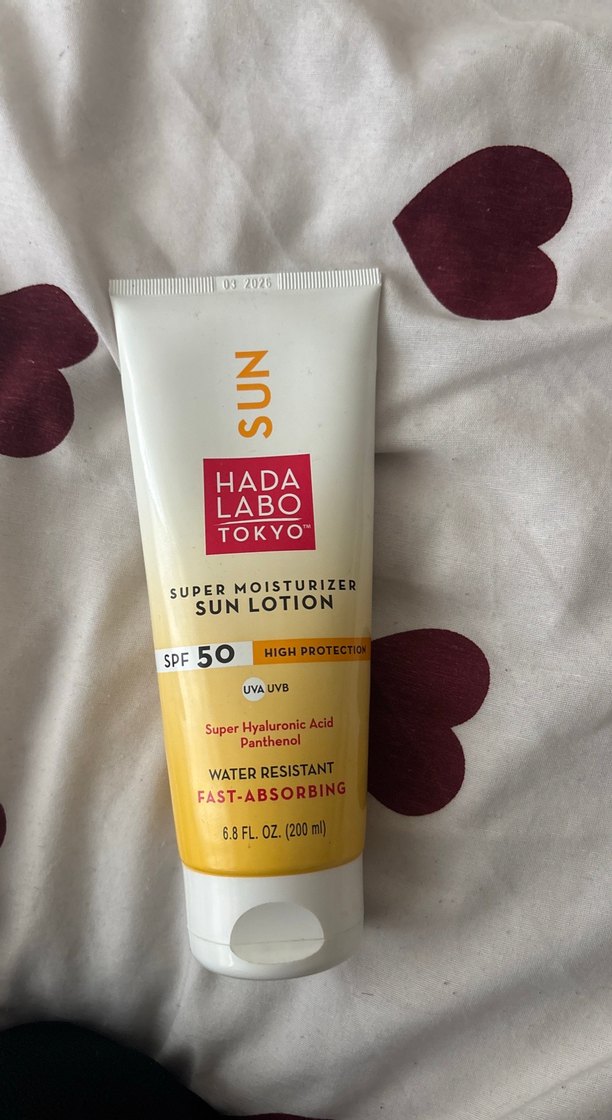 03 2026
SUN
HADA
LABO
TOKYO™
SUPER MOISTURIZER
SUN LOTION
SPF 50 HIGH PROTECTION
UVA UVB
Super Hyaluronic Acid
Panthenol
WATER RESISTANT
FAST-ABSORBING
6.8 FL. OZ. (200 ml)